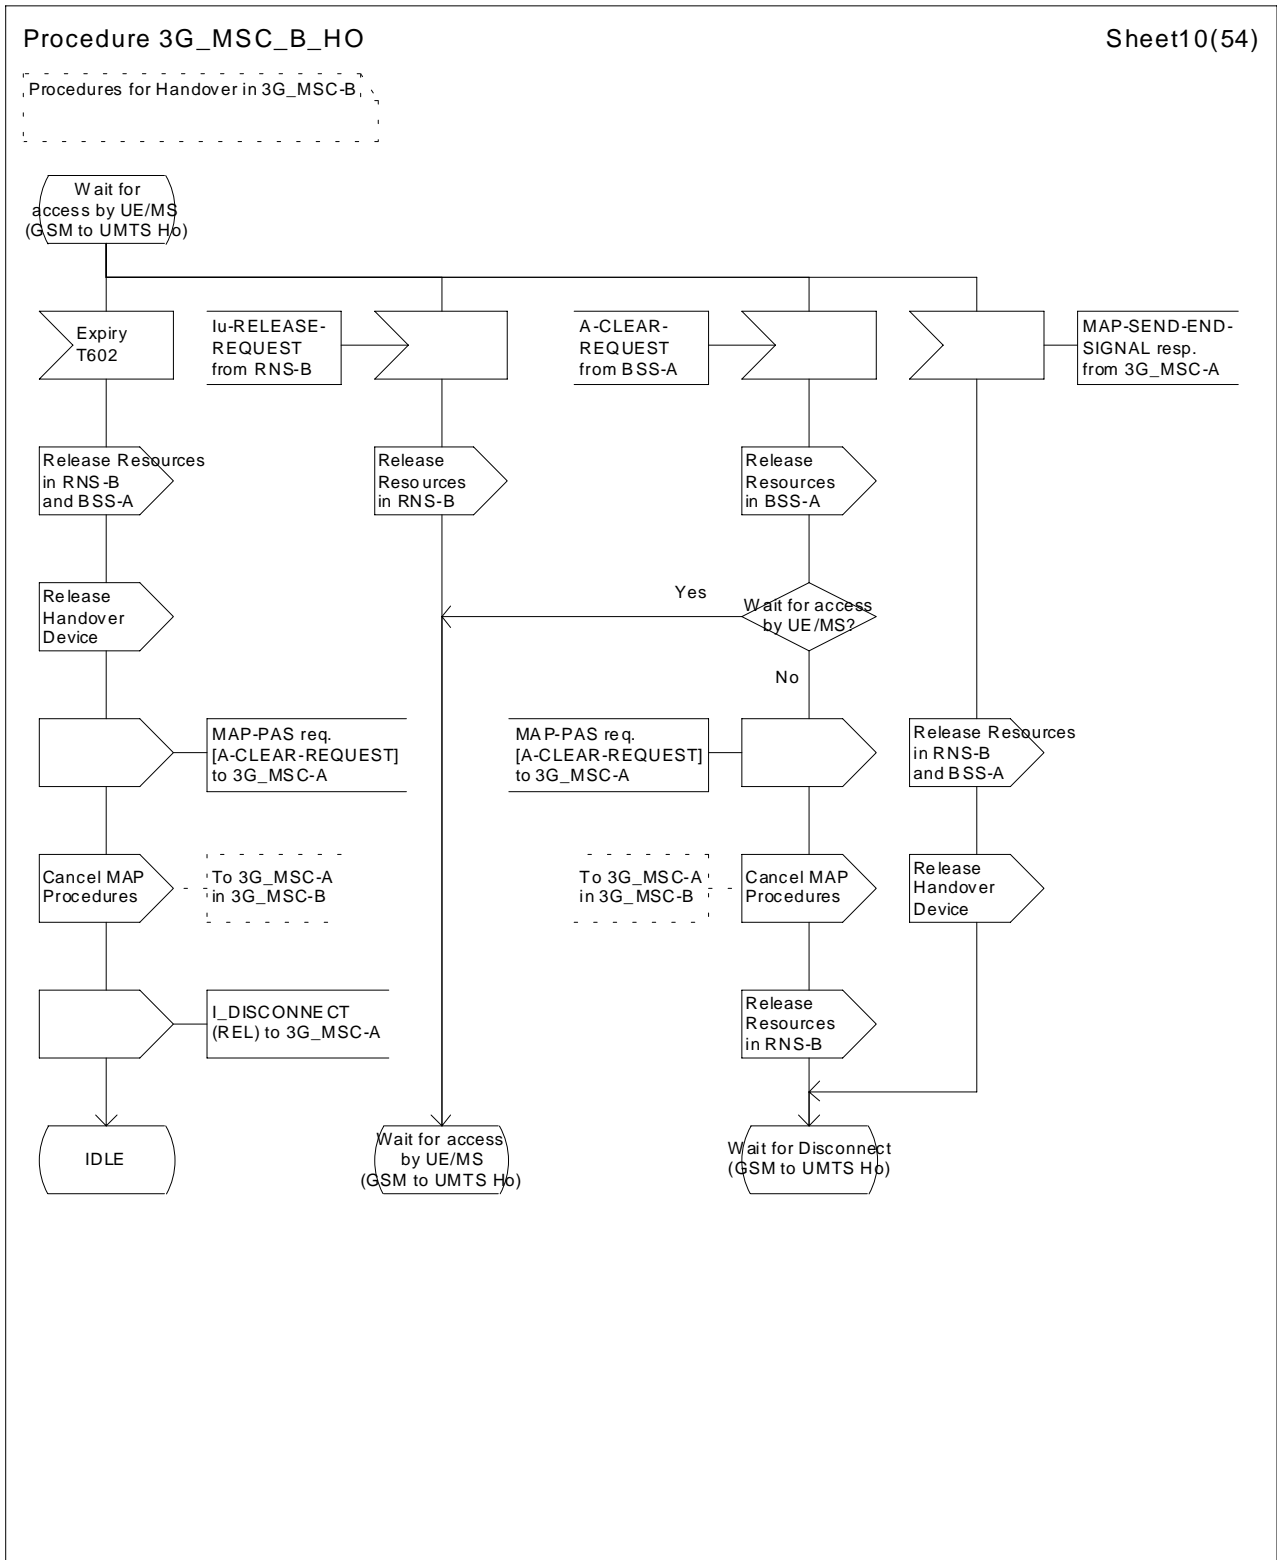 Procedure 3G_MSC_B_HO
Sheet10(54)
Procedures for Handover in 3G_MSC-B
Wait for
access by UE/MS
(GSM to UMTS Ho)
Expiry
T602
Iu-RELEASE-
REQUEST
from RNS-B
A-CLEAR-
REQUEST
from BSS-A
MAP-SEND-END-
SIGNAL resp.
from 3G_MSC-A
Release Resources
in RNS-B
and BSS-A
Release
Resources
in RNS-B
Release
Resources
in BSS-A
Release
Handover
Device
Yes
Wait for access
by UE/MS?
No
MAP-PAS req.
[A-CLEAR-REQUEST]
to 3G_MSC-A
MAP-PAS req.
[A-CLEAR-REQUEST]
to 3G_MSC-A
Release Resources
in RNS-B
and BSS-A
Cancel MAP
Procedures
To 3G_MSC-A
in 3G_MSC-B
To 3G_MSC-A
in 3G_MSC-B
Cancel MAP
Procedures
Release
Handover
Device
I_DISCONNECT
(REL) to 3G_MSC-A
Release
Resources
in RNS-B
IDLE
Wait for access
by UE/MS
(GSM to UMTS Ho)
Wait for Disconnect
(GSM to UMTS Ho)